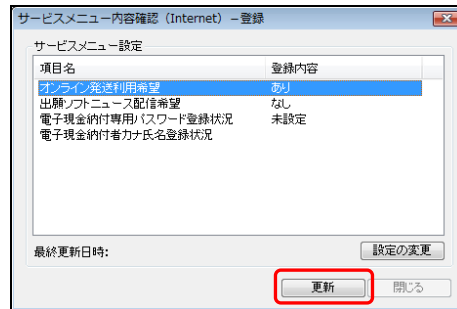 サービスメニュー内容確認（Internet）－登録
サービスメニュー設定
項目名 登録内容
オンライン発送利用希望 あり
出願ソフトニュース配信希望 なし
電子現金納付専用パスワード登録状況 未設定
電子現金納付者カナ氏名登録状況
最終更新日時: 設定の変更
更新 閉じる